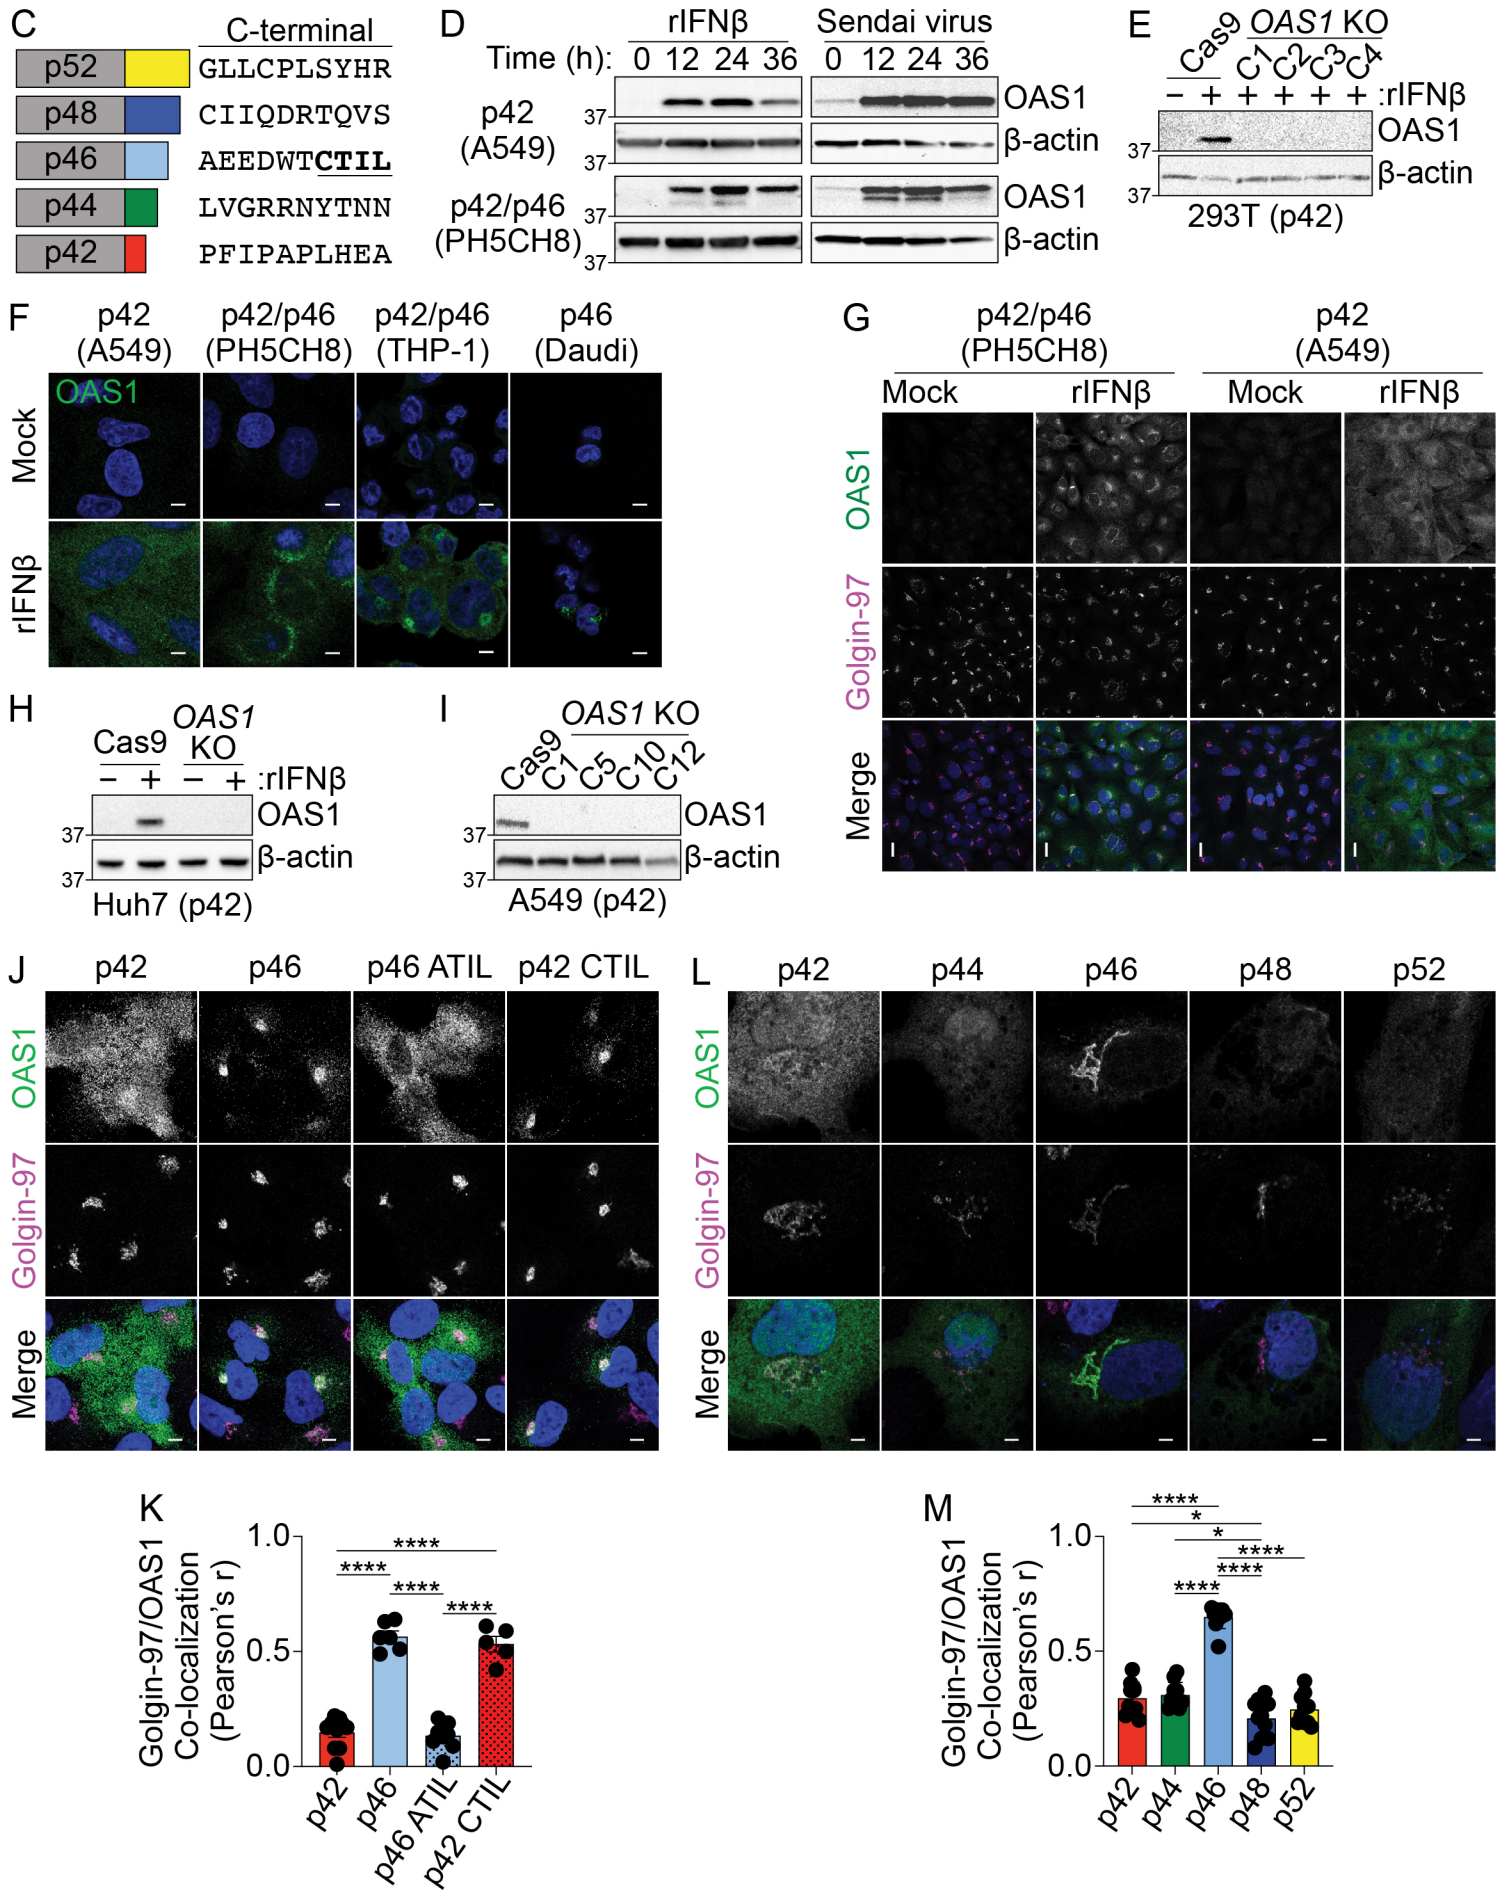 C
C-terminal
p52 GLLCPLSYHR
p48 CIIQDRTQVS
p46 AEEDWTCTIL
p44 LVGRRNYTNN
p42 PFIPAPLHEA
D
rIFNβ Sendai virus
Time (h): 0 12 24 36 0 12 24 36
p42
(A549)
37
OAS1
β-actin
p42/p46
(PH5CH8)
37
OAS1
β-actin
37
E
Cas9 OAS1 KO
C1 C2 C3 C4
− + + + + + :rIFNβ
OAS1
37
β-actin
37
293T (p42)
F
p42 p42/p46 p42/p46 p46
(A549) (PH5CH8) (THP-1) (Daudi)
OAS1
Mock
rIFNβ
G
p42/p46 p42
(PH5CH8) (A549)
Mock rIFNβ Mock rIFNβ
OAS1
Golgin-97
Merge
H
OAS1
Cas9 KO
− + − + :rIFNβ
OAS1
37
β-actin
37
Huh7 (p42)
I
OAS1 KO
Cas9 C1 C5 C10 C12
OAS1
37
β-actin
37
A549 (p42)
J
p42 p46 p46 ATIL p42 CTIL
OAS1
Golgin-97
Merge
L
p42 p44 p46 p48 p52
OAS1
Golgin-97
Merge
K
Golgin-97/OAS1
Co-localization
(Pearson's r)
1.0
0.5
0.0
****
****
****
****
p42 p46 p46 ATIL p42 CTIL
M
Golgin-97/OAS1
Co-localization
(Pearson's r)
1.0
0.5
0.0
****
*
*
****
****
****
p42 p44 p46 p48 p52